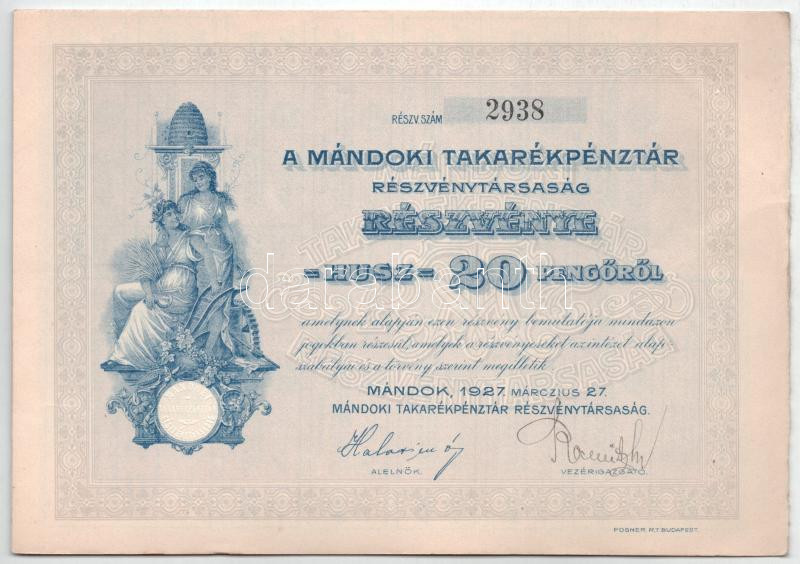 RÉSZV. SZÁM 2938
A MÁNDOKI TAKARÉKPÉNZTÁR
RÉSZVÉNYTÁRSASÁG
RÉSZVÉNYE
-HUSZ- 20 PENGŐRŐL
amelynek alapján ezen részvény bemutatója mindazon
jogokban részesül, amelyek a részvényeseket az intézet alap-
szabályai és a törvény szerint megilletik.
MÁNDOK, 1927. MÁRCZIUS 27.
MÁNDOKI TAKARÉKPÉNZTÁR RÉSZVÉNYTÁRSASÁG.
ALELNÖK. VEZÉRIGAZGATÓ.
POSNER R.T. BUDAPEST.
darabanth.com